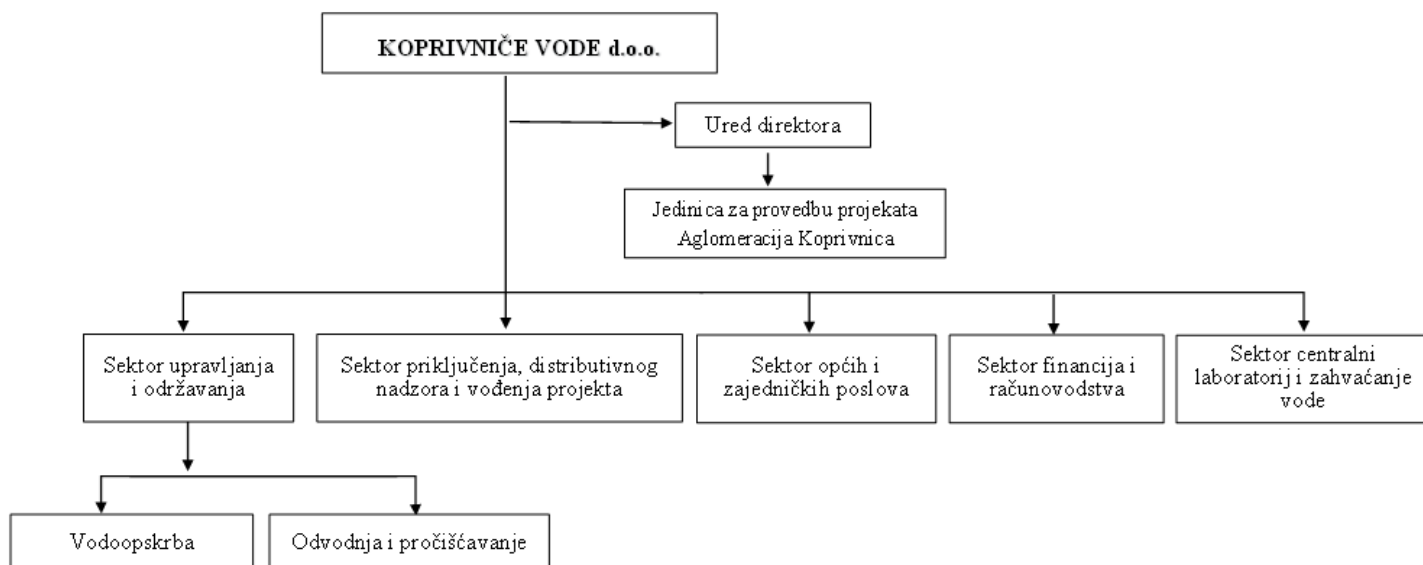 KOPRIVNIČE VODE d.o.o.
Ured direktora
Jedinica za provedbu projekata
Aglomeracija Koprivnica
Sektor upravljanja
i održavanja
Sektor priključenja, distributivnog
nadzora i vođenja projekta
Sektor općih i
zajedničkih poslova
Sektor financija i
računovodstva
Sektor centralni
laboratorij i zahvaćanje
vode
Vodoopskrba
Odvodnja i pročišćavanje